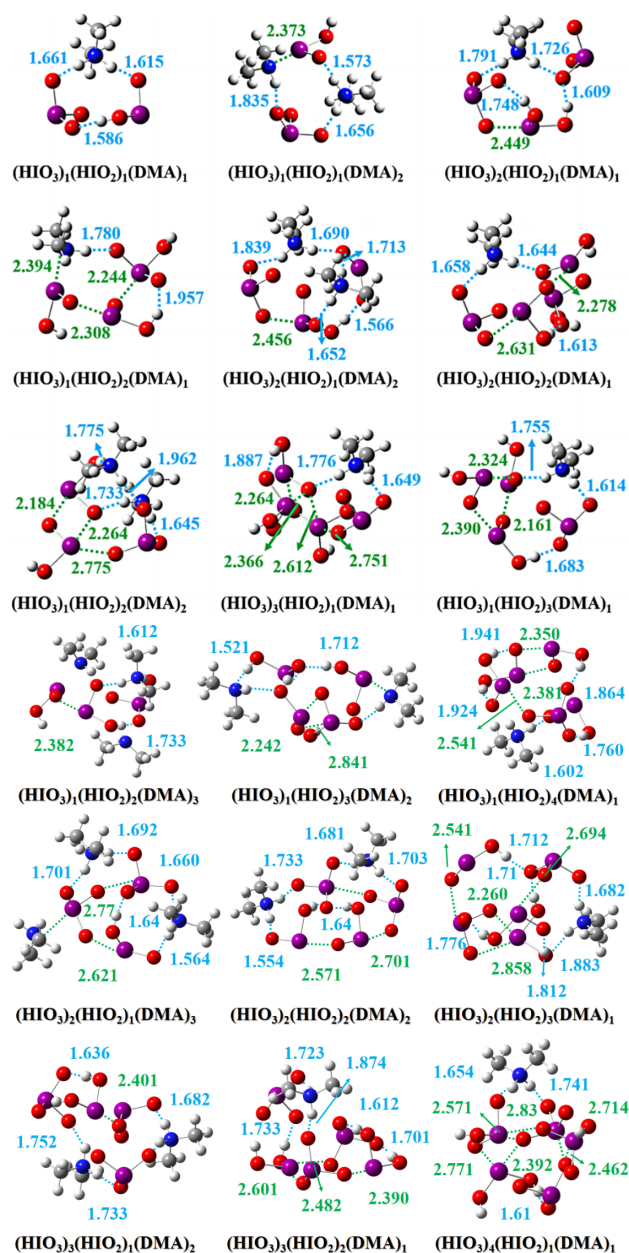 1.661 1.615
1.586
(HIO3)1(HIO2)1(DMA)1
2.373
1.573
1.835
1.656
(HIO3)1(HIO2)1(DMA)2
1.791 1.726
1.748 1.609
2.449
(HIO3)2(HIO2)1(DMA)1
1.780
2.394 2.244
1.957
2.308
(HIO3)1(HIO2)2(DMA)1
1.690
1.839 1.713
1.566
2.456
1.652
(HIO3)2(HIO2)1(DMA)2
1.644
1.658
2.278
2.631
1.613
(HIO3)2(HIO2)2(DMA)1
1.775
1.962
2.184 1.733
2.264 1.645
2.775
(HIO3)1(HIO2)2(DMA)2
1.887 1.776
1.649
2.264
2.366 2.612 2.751
(HIO3)3(HIO2)1(DMA)1
1.755
2.324
1.614
2.390 2.161
1.683
(HIO3)1(HIO2)3(DMA)1
1.612
2.382 1.733
(HIO3)1(HIO2)2(DMA)3
1.521 1.712
2.242
2.841
(HIO3)1(HIO2)3(DMA)2
1.941 2.350
2.381 1.864
1.924
2.541 1.760
1.602
(HIO3)1(HIO2)4(DMA)1
1.692
1.701 1.660
2.77 1.64
2.621 1.564
(HIO3)2(HIO2)1(DMA)3
1.681
1.733 1.703
1.64
1.554 2.571 2.701
(HIO3)2(HIO2)2(DMA)2
2.541 1.712 2.694
1.71
2.260 1.682
1.776
2.858 1.883
1.812
(HIO3)2(HIO2)3(DMA)1
1.636
2.401
1.682
1.752
1.733
(HIO3)3(HIO2)1(DMA)2
1.723
1.874
1.612
1.733 1.701
2.601 2.482 2.390
(HIO3)3(HIO2)2(DMA)1
1.654
1.741
2.571 2.83 2.714
2.771 2.392 2.462
1.61
(HIO3)4(HIO2)1(DMA)1